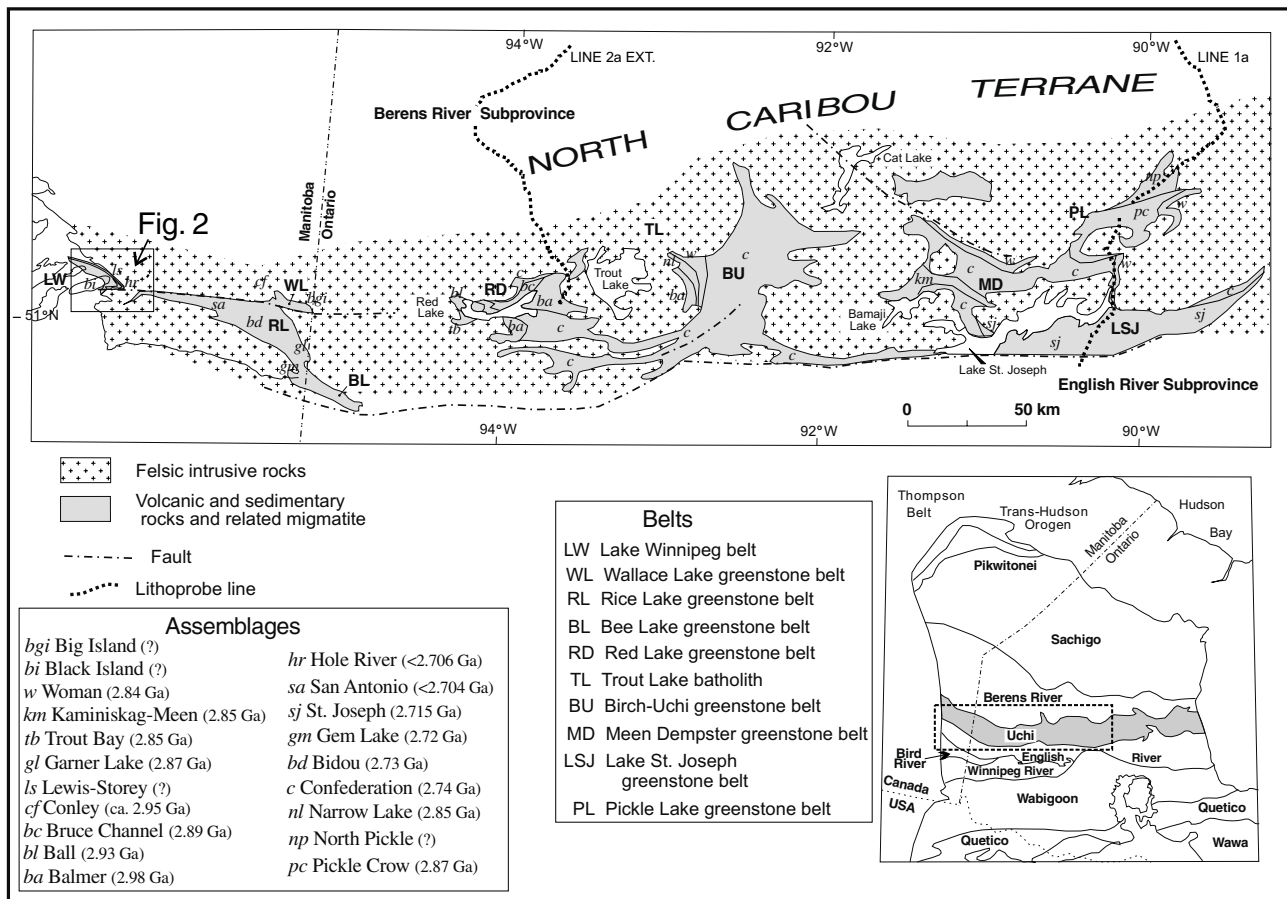 94°W
92°W
90°W
LINE 2a EXT.
LINE 1a
Berens River Subprovince
NORTH CARIBOU TERRANE
Cat Lake
np
pc
w
PL
Manitoba
Ontario
Fig. 2
TL
LW
bi
ls
hr
cf
WL
bgi
sa
bd
RL
gl
gm
BL
51°N
RD
bc
bl
Red
Lake
tb
ba
ba
c
c
Trout
Lake
nl
w
ba
BU
c
c
c
km
c
w
MD
c
w
c
sj
Bamaji
Lake
Lake St. Joseph
sj
LSJ
c
sj
English River Subprovince
0 50 km
94°W
92°W
90°W
Felsic intrusive rocks
Volcanic and sedimentary
rocks and related migmatite
Fault
Lithoprobe line
Assemblages
bgi Big Island (?)
bi Black Island (?)
w Woman (2.84 Ga)
km Kaminiskag-Meen (2.85 Ga)
tb Trout Bay (2.85 Ga)
gl Garner Lake (2.87 Ga)
ls Lewis-Storey (?)
cf Conley (ca. 2.95 Ga)
bc Bruce Channel (2.89 Ga)
bl Ball (2.93 Ga)
ba Balmer (2.98 Ga)
hr Hole River (<2.706 Ga)
sa San Antonio (<2.704 Ga)
sj St. Joseph (2.715 Ga)
gm Gem Lake (2.72 Ga)
bd Bidou (2.73 Ga)
c Confederation (2.74 Ga)
nl Narrow Lake (2.85 Ga)
np North Pickle (?)
pc Pickle Crow (2.87 Ga)
Belts
LW Lake Winnipeg belt
WL Wallace Lake greenstone belt
RL Rice Lake greenstone belt
BL Bee Lake greenstone belt
RD Red Lake greenstone belt
TL Trout Lake batholith
BU Birch-Uchi greenstone belt
MD Meen Dempster greenstone belt
LSJ Lake St. Joseph
greenstone belt
PL Pickle Lake greenstone belt
Thompson
Belt
Trans-Hudson
Orogen
Hudson
Bay
Manitoba
Ontario
Pikwitonei
Sachigo
Berens River
Uchi
Bird
River
English
River
Winnipeg River
Canada
USA
Wabigoon
Quetico
Quetico
Wawa